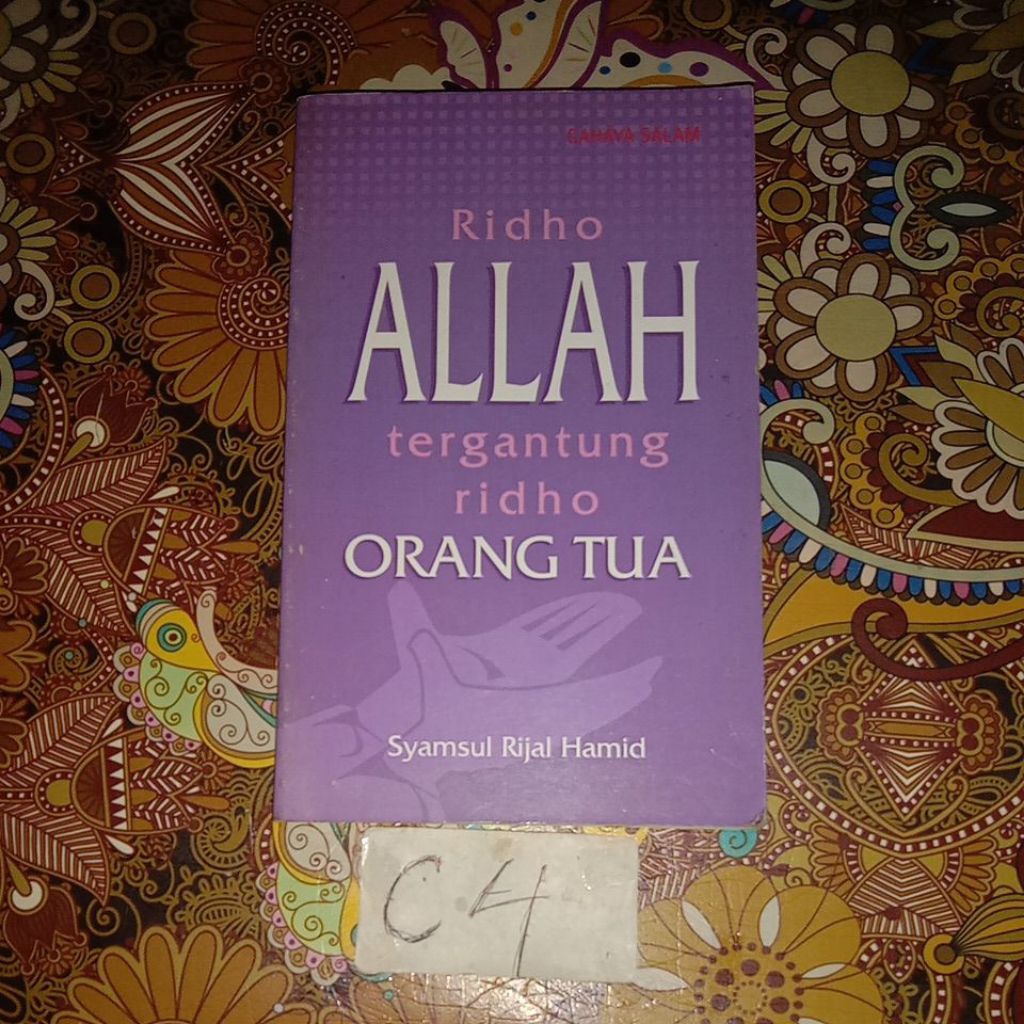 CAHAYA SALAM
Ridho
ALLAH
tergantung
ridho
ORANG TUA
Syamsul Rijal Hamid
C4